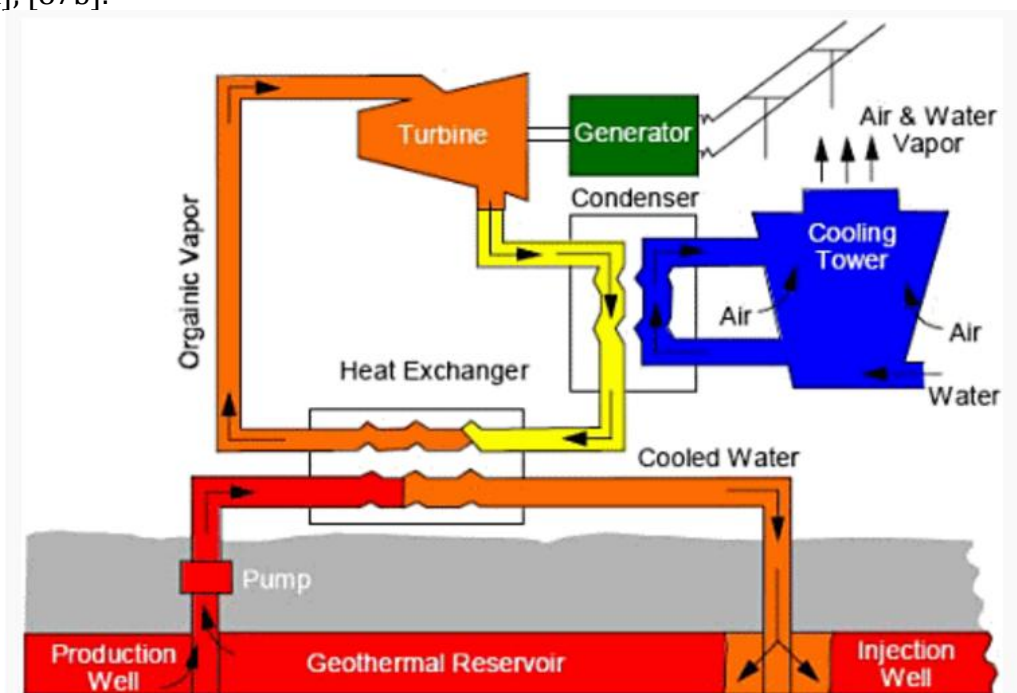 Turbine
Generator
Air & Water
Vapor
Condenser
Cooling
Tower
Orgainic Vapor
Air
Air
Heat Exchanger
Water
Cooled Water
Pump
Production
Well
Geothermal Reservoir
Injection
Well